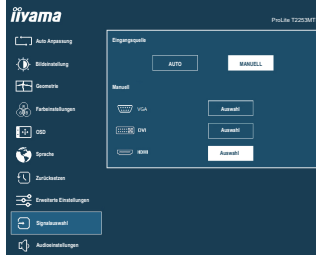 iiyama
ProLite T2253MT
Auto Anpassung
Bildeinstellung
Geometrie
Farbeinstellungen
OSD
Sprache
Zurücksetzen
Erweiterte Einstellungen
Signalauswahl
Audioeinstellungen
Eingangsquelle
AUTO MANUELL
Manuell
VGA Auswahl
DVI Auswahl
HDMI Auswahl